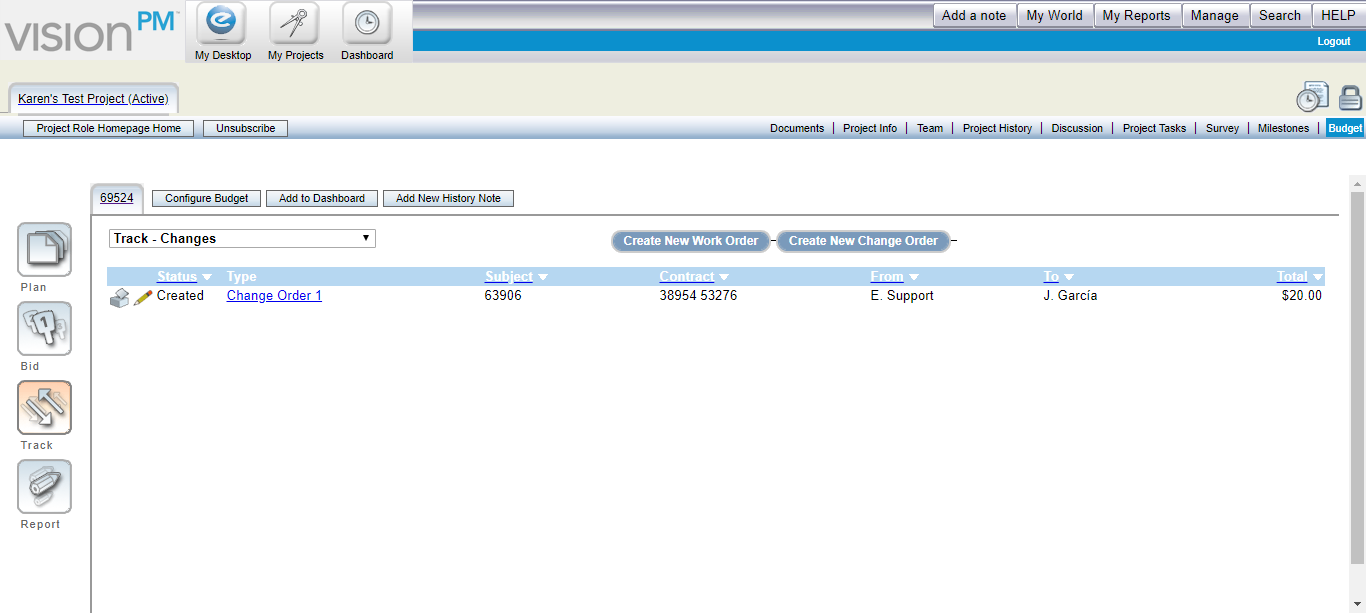 VISION PM™
My Desktop My Projects Dashboard
Add a note My World My Reports Manage Search HELP
Logout
Karen's Test Project (Active)
Project Role Homepage Home Unsubscribe
Documents | Project Info | Team | Project History | Discussion | Project Tasks | Survey | Milestones | Budget
69524 Configure Budget Add to Dashboard Add New History Note
Track - Changes
Create New Work Order Create New Change Order
Status Type Subject Contract From To Total
Created Change Order 1 63906 38954 53276 E. Support J. García $20.00
Plan
1
Bid
Track
Report